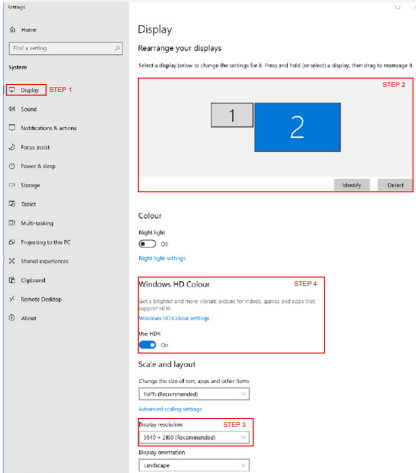 Settings
Home
Find a setting
System
Display STEP 1
Sound
Notifications & actions
Focus assist
Power & sleep
Storage
Tablet
Multi-tasking
Projecting to this PC
Shared experiences
Clipboard
Remote Desktop
About
Display
Rearrange your displays
Select a display below to change the settings for it. Press and hold (or select) a display, then drag to rearrange it.
STEP 2
1
2
Identify Detect
Colour
Night light
Off
Night light settings
Windows HD Colour STEP 4
Get a brighter and more vibrant picture for videos, games and apps that
support HDR
Windows HD Colour settings
Use HDR
On
Scale and layout
Change the size of text, apps and other items
Advanced scaling settings
Display resolution STEP 3
3840 × 2160 (Recommended)
Display orientation
Landscape